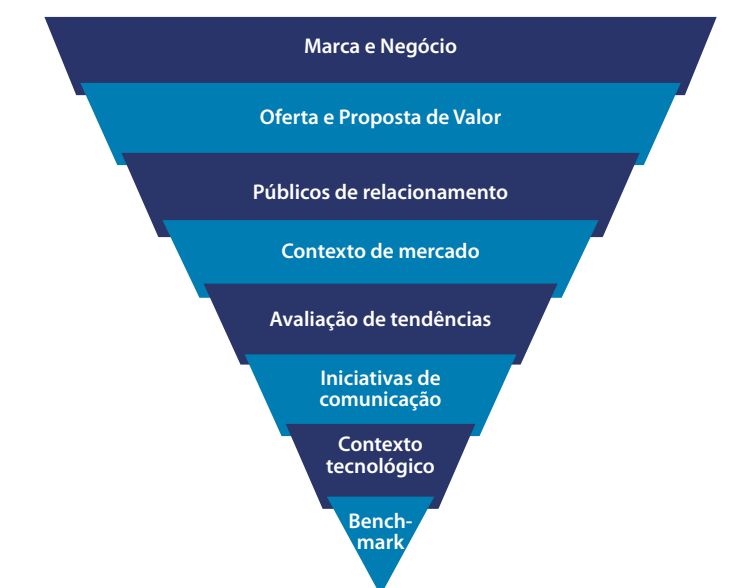 Marca e Negócio
Oferta e Proposta de Valor
Públicos de relacionamento
Contexto de mercado
Avaliação de tendências
Iniciativas de
comunicação
Contexto
tecnológico
Bench-
mark